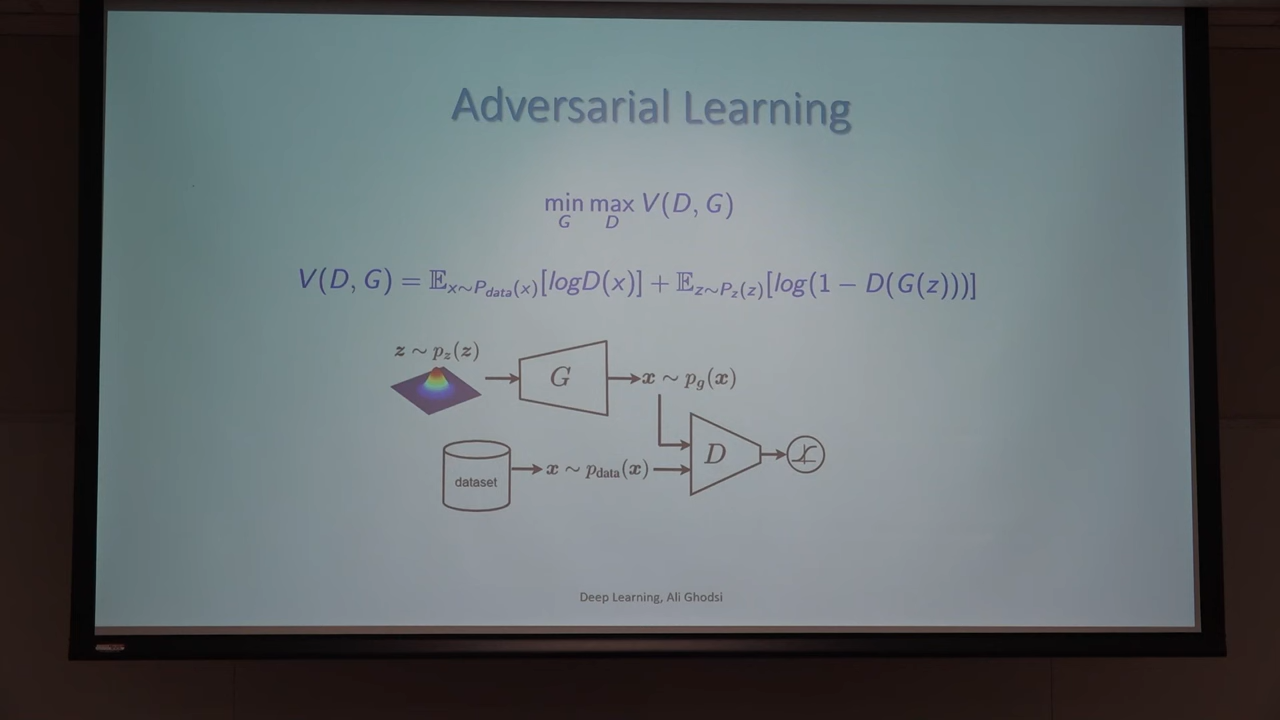 Adversarial Learning
min max V(D, G)
G D
V(D, G) = 𝔼x∼Pdata(x)[logD(x)] + 𝔼z∼Pz(z)[log(1 − D(G(z)))]
z ∼ pz(z)
G
x ∼ pg(x)
D
dataset
x ∼ pdata(x)
Deep Learning, Ali Ghodsi